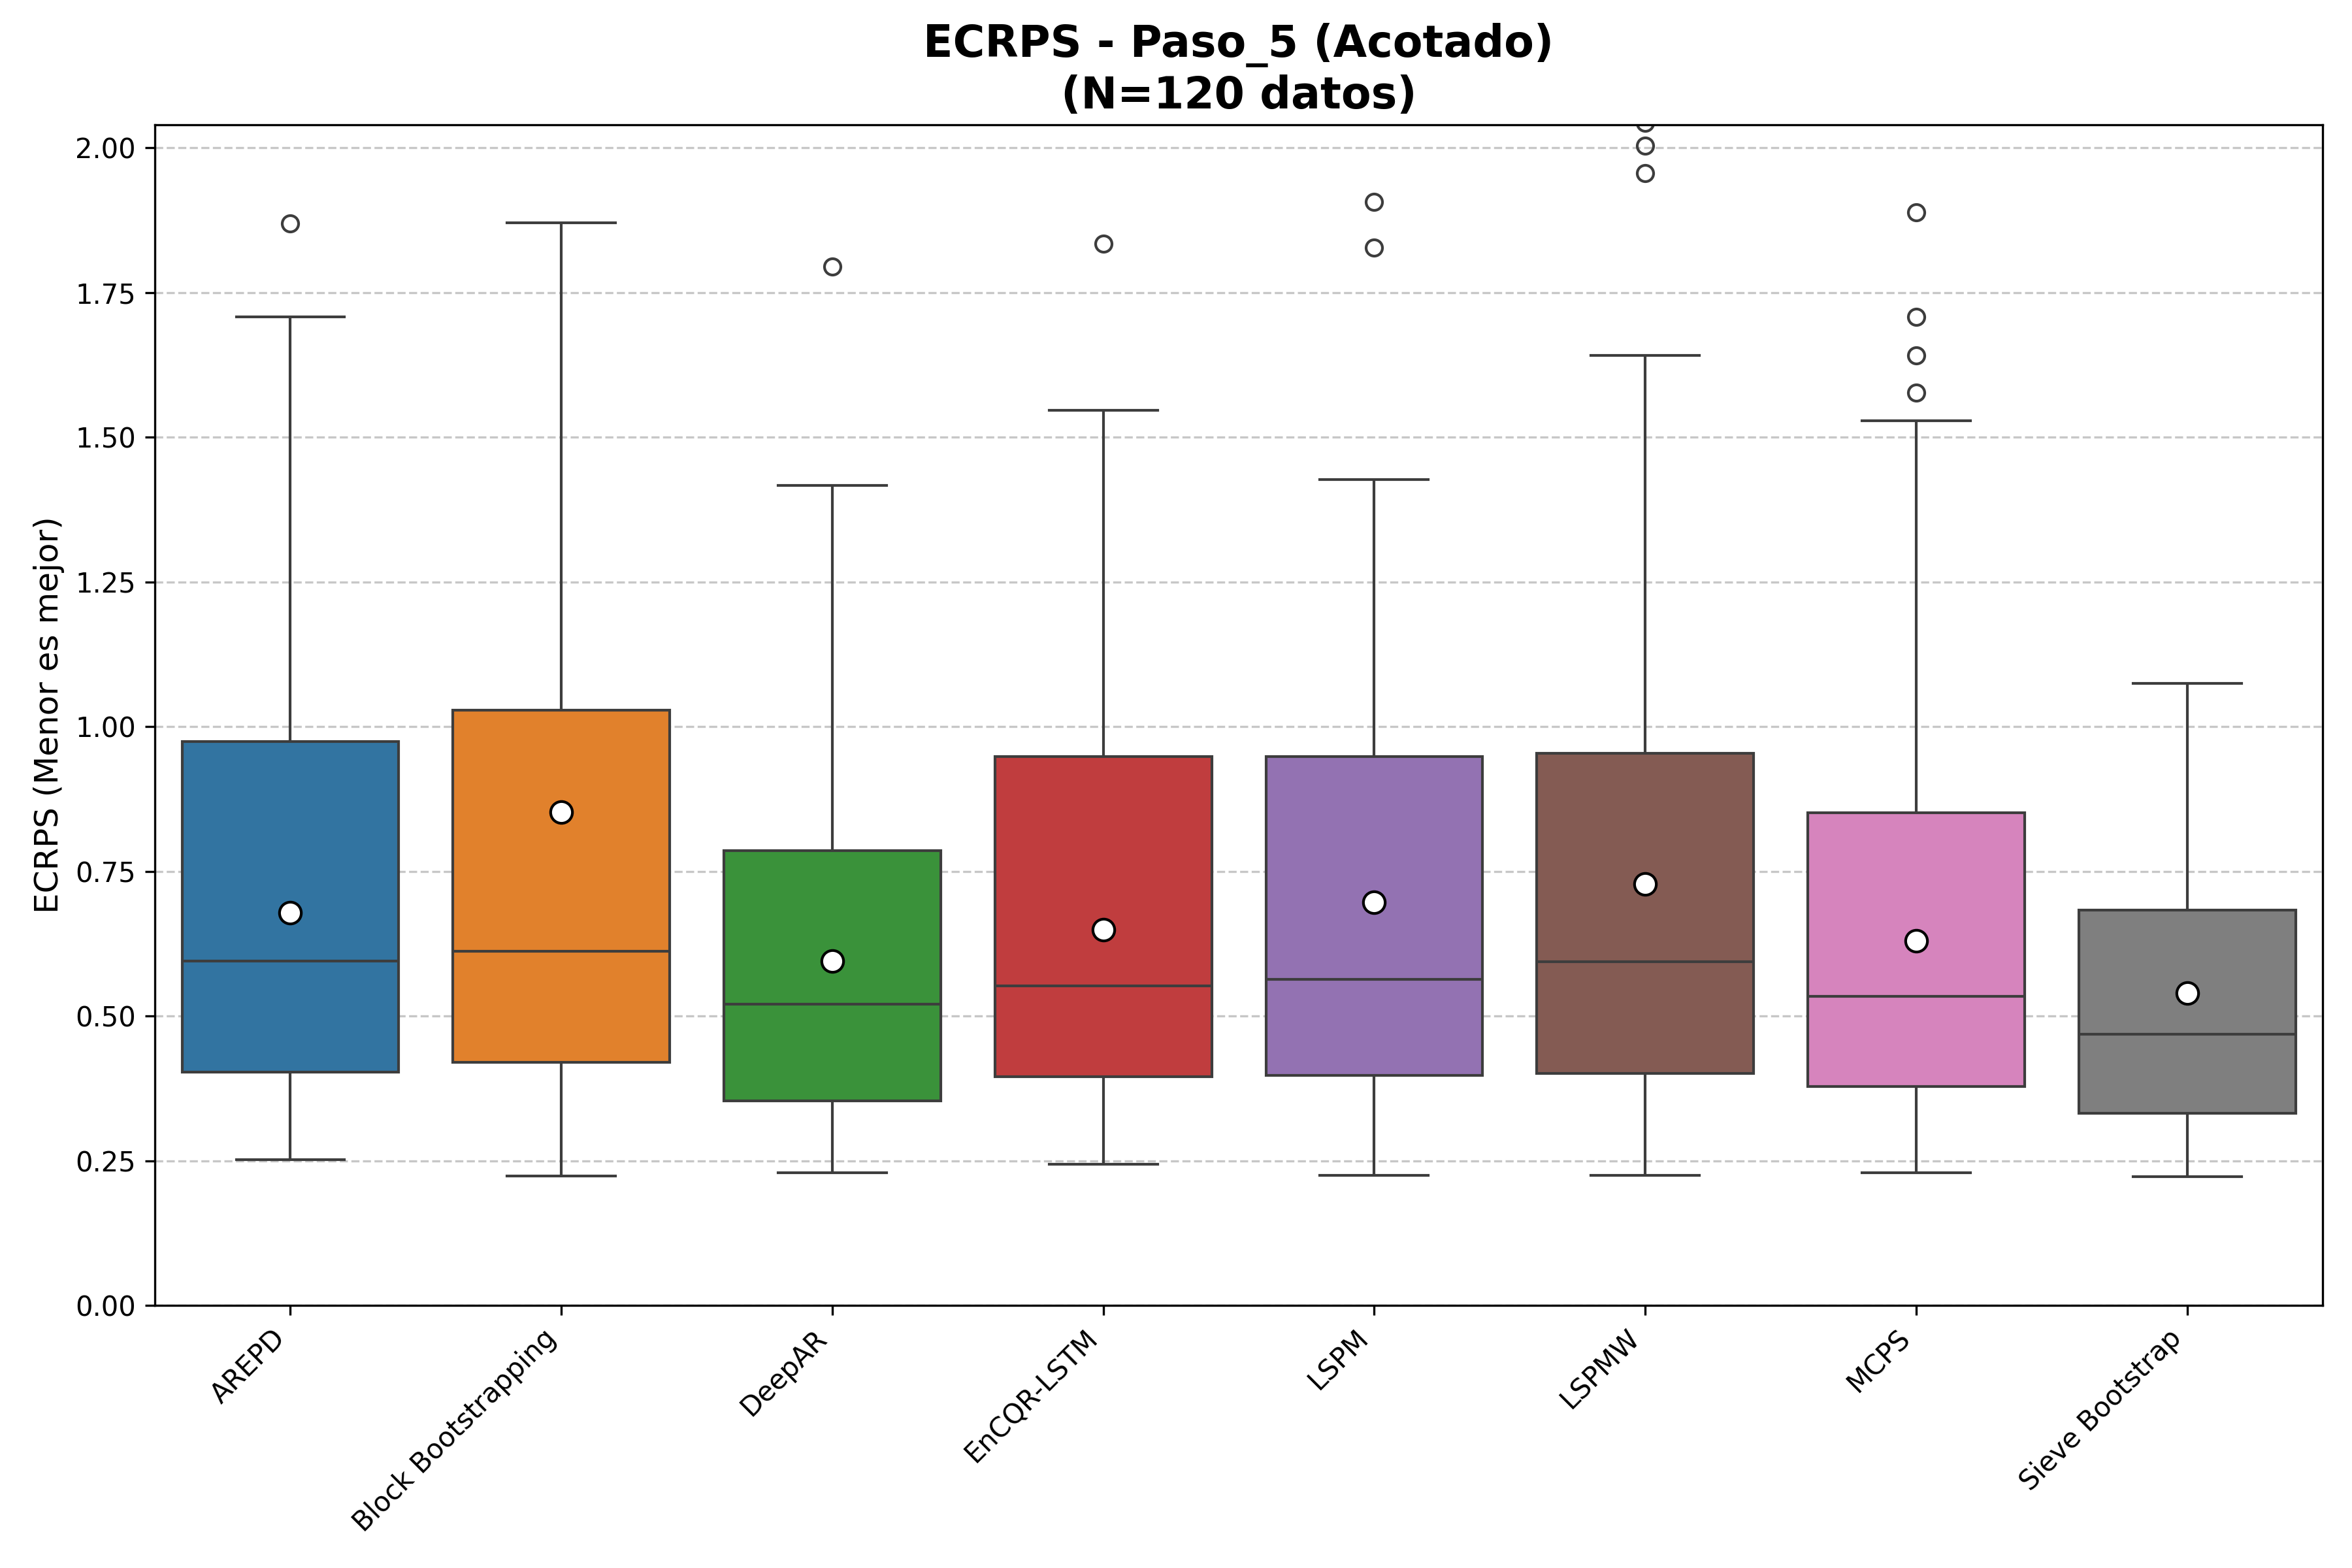 ECRPS - Paso_5 (Acotado)
(N=120 datos)
ECRPS (Menor es mejor)
2.00
1.75
1.50
1.25
1.00
0.75
0.50
0.25
0.00
AREPD
Block Bootstrapping
DeepAR
EnCQR-LSTM
LSPM
LSPMW
MCPS
Sieve Bootstrap